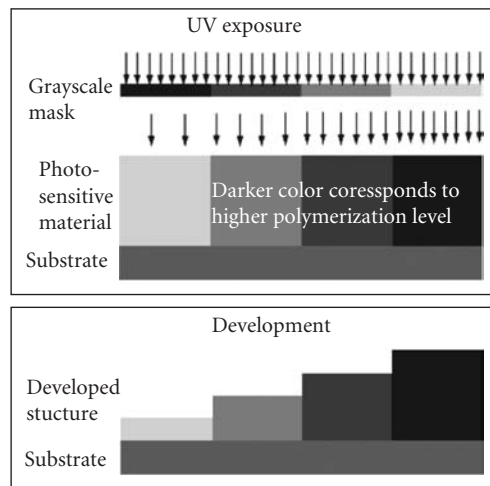 UV exposure
Grayscale
mask
Photo-
sensitive
material
Darker color coressponds to
higher polymerization level
Substrate
Development
Developed
stucture
Substrate